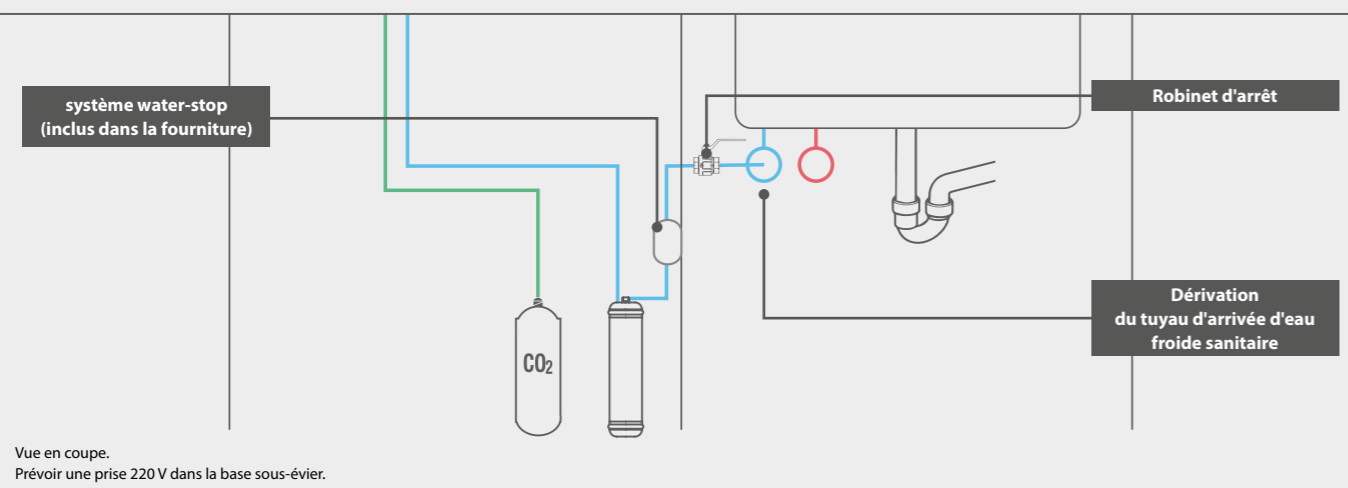 système water-stop
(inclus dans la fourniture)
Robinet d'arrêt
Dérivation
du tuyau d'arrivée d'eau
froide sanitaire
CO₂
Vue en coupe.
Prévoir une prise 220 V dans la base sous-évier.